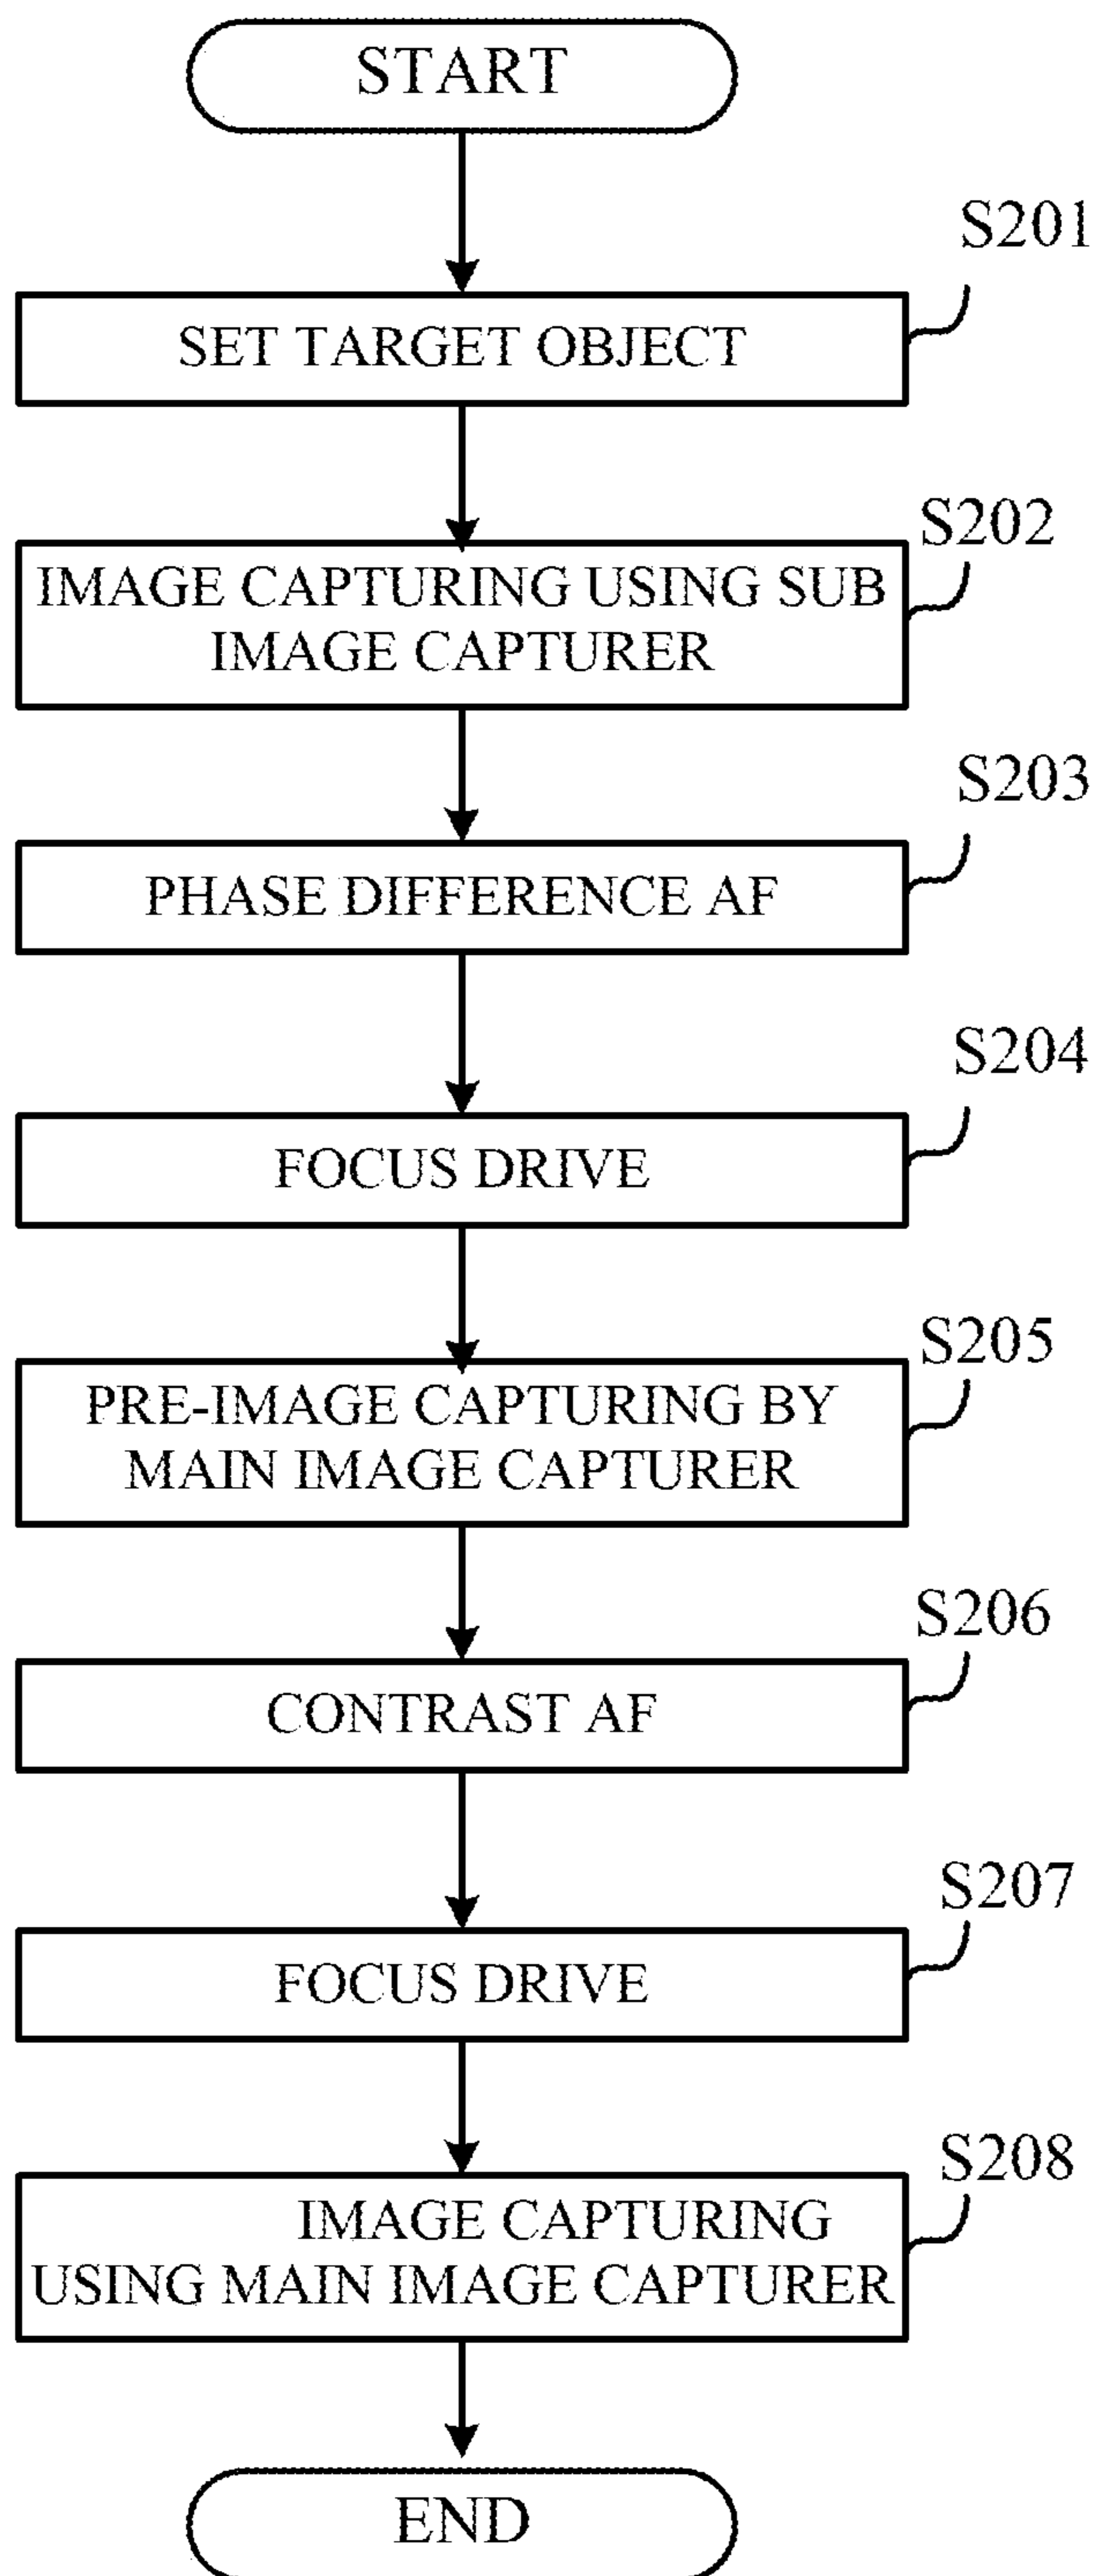 START
S201
SET TARGET OBJECT
S202
IMAGE CAPTURING USING SUB
IMAGE CAPTURER
S203
PHASE DIFFERENCE AF
S204
FOCUS DRIVE
S205
PRE-IMAGE CAPTURING BY
MAIN IMAGE CAPTURER
S206
CONTRAST AF
S207
FOCUS DRIVE
S208
IMAGE CAPTURING
USING MAIN IMAGE CAPTURER
END